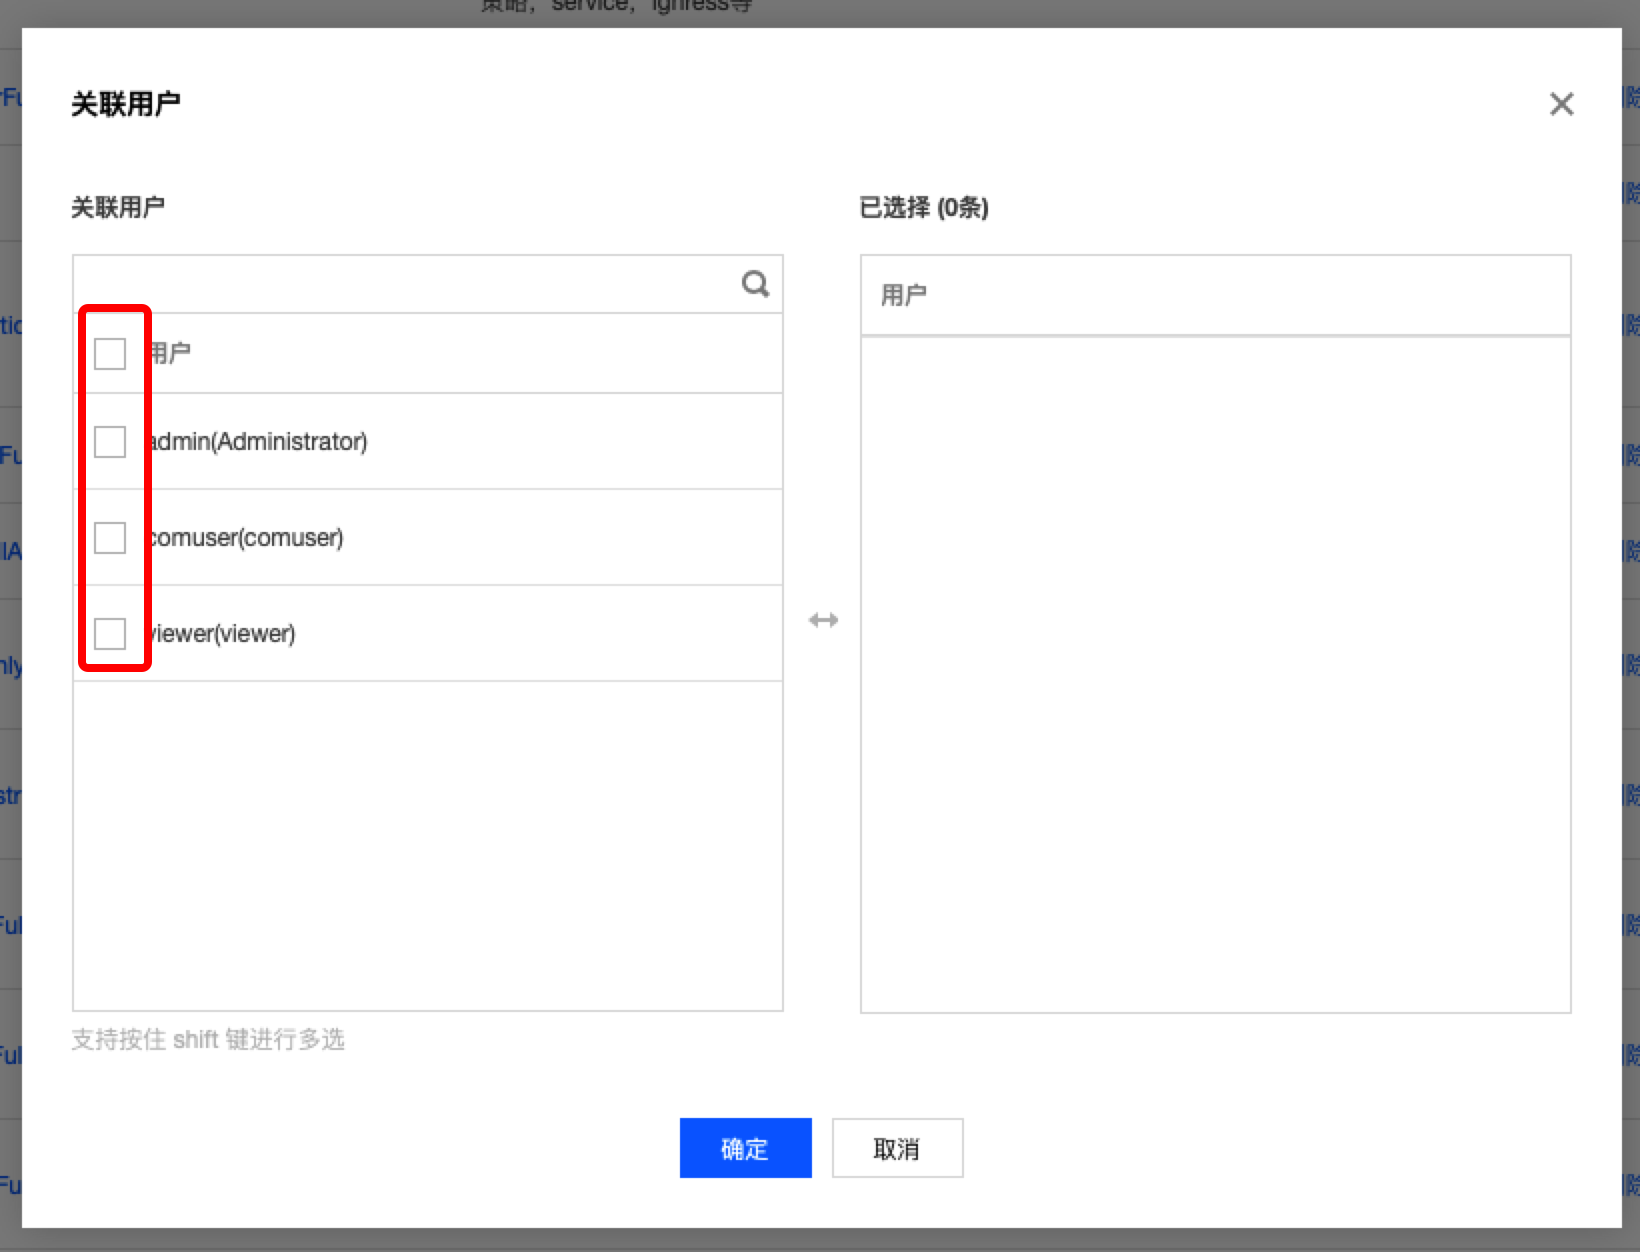 策略，service，ignress等
关联用户
关联用户
已选择 (0条)
用户
用户
admin(Administrator)
comuser(comuser)
viewer(viewer)
支持按住 shift 键进行多选
确定
取消